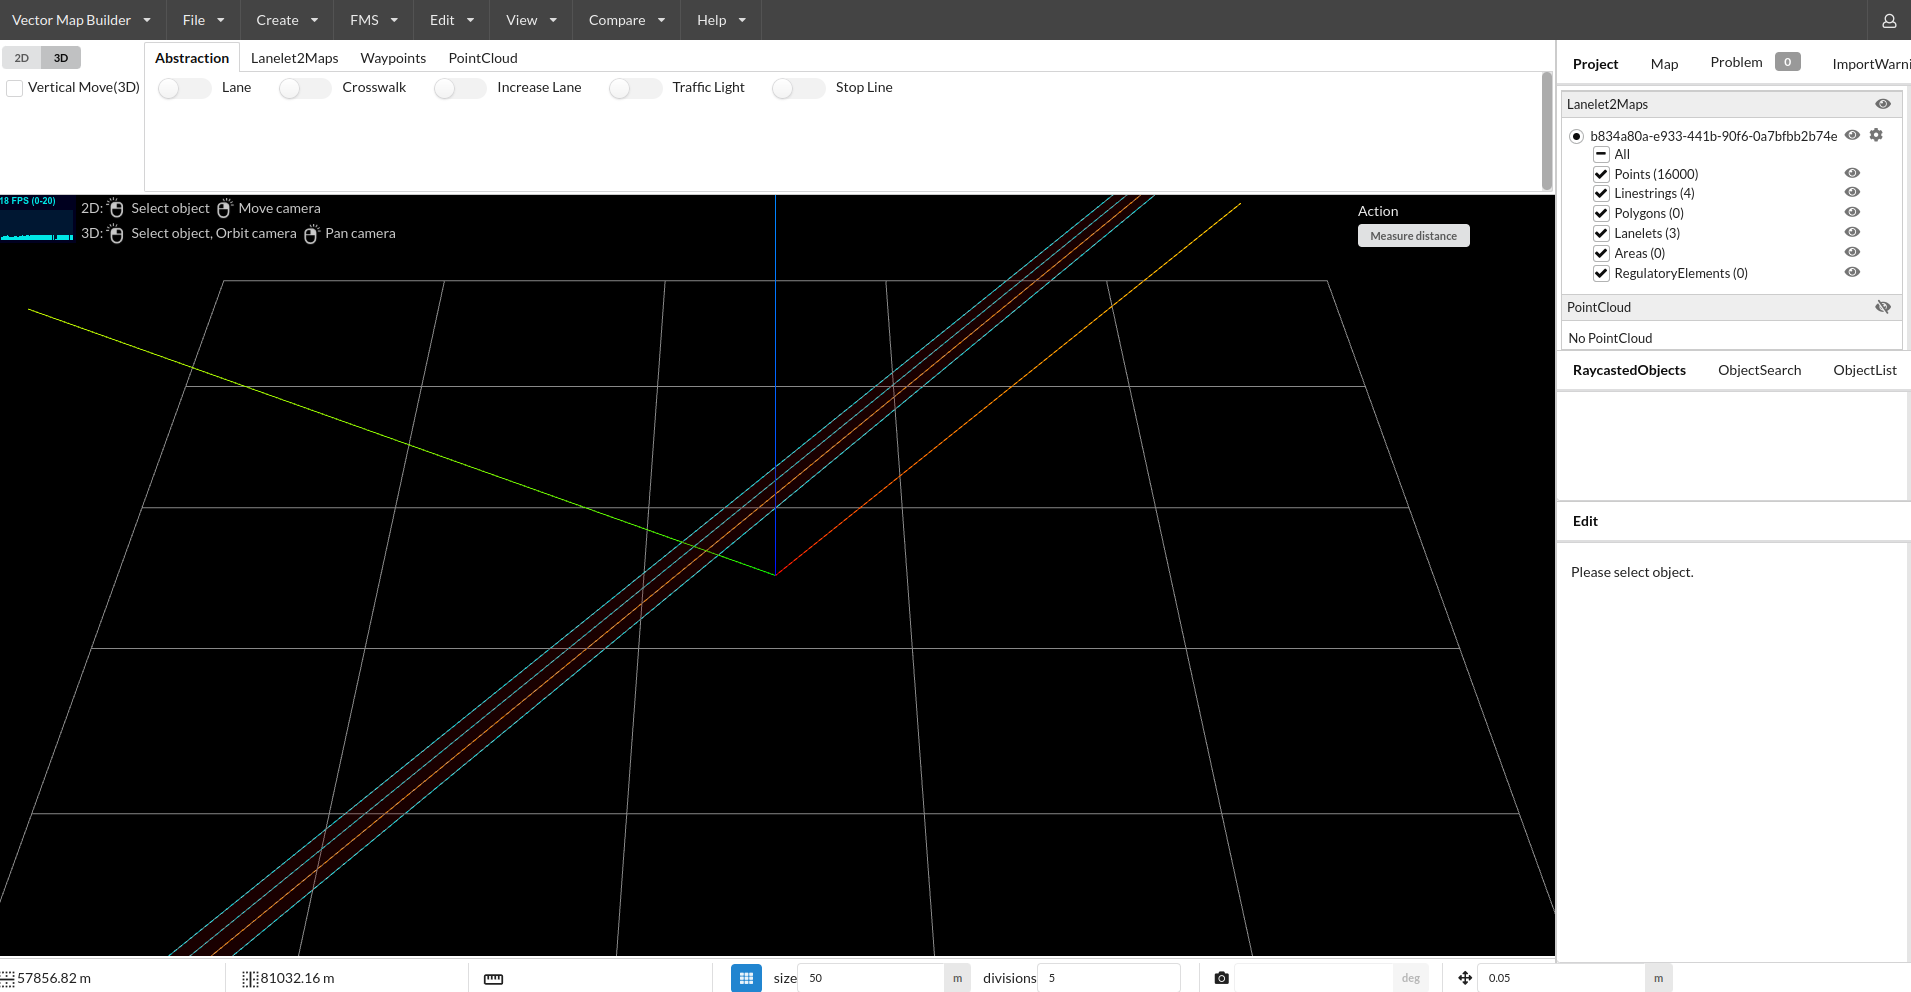 Vector Map Builder File Create FMS Edit View Compare Help
2D 3D
Vertical Move(3D)
Abstraction Lanelet2Maps Waypoints PointCloud
Lane Crosswalk Increase Lane Traffic Light Stop Line
18 FPS (0-20)
2D: Select object Move camera
3D: Select object, Orbit camera Pan camera
Action
Measure distance
Project Map Problem 0 ImportWarni
Lanelet2Maps
b834a80a-e933-441b-90f6-0a7bfbb2b74e
All
Points (16000)
Linestrings (4)
Polygons (0)
Lanelets (3)
Areas (0)
RegulatoryElements (0)
PointCloud
No PointCloud
RaycastedObjects ObjectSearch ObjectList
Edit
Please select object.
57856.82 m 81032.16 m size 50 m divisions 5 deg 0.05 m